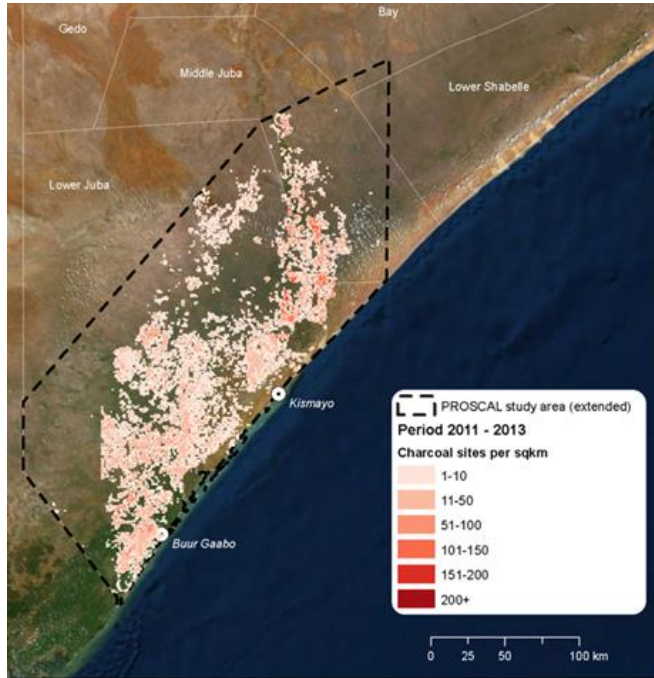 Bay
Gedo
Middle Juba
Lower Shabelle
Lower Juba
Kismayo
Buur Gaabo
PROSCAL study area (extended)
Period 2011 - 2013
Charcoal sites per sqkm
1-10
11-50
51-100
101-150
151-200
200+
0 25 50 100 km